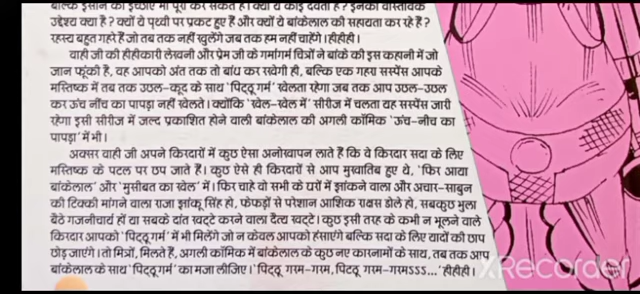 बल्कि इंसान की इच्छाएं भी पूरी कर सकते हैं। क्या ये कोई देवता हैं? इनका वास्तविक
उद्देश्य क्या है? क्यों ये पृथ्वी पर प्रकट हुए हैं और क्यों ये बांकेलाल की सहायता कर रहे हैं?
रहस्य बहुत गहरे हैं जो तब तक नहीं खुलेंगे जब तक हम नहीं चाहेंगे। हीहीही।
वाही जी की हीहीकारी लेखनी और प्रेम जी के गर्मागर्म चित्रों ने बांके की इस कहानी में जो
जान फूंकी है, वह आपको अंत तक तो बांध कर रखेगी ही, बल्कि एक गहरा सस्पेंस आपके
मस्तिष्क में तब तक उछल-कूद के साथ 'पिट्ठू गर्म' खेलता रहेगा जब तक आप उछल-उछल
कर ऊंच नीच का पापड़ा नहीं खेलते। क्योंकि 'खेल-खेल में' सीरीज में चलता यह सस्पेंस जारी
रहेगा इसी सीरीज में जल्द प्रकाशित होने वाली बांकेलाल की अगली कॉमिक 'ऊंच-नीच का
पापड़ा' में भी।
अक्सर वाही जी अपने किरदारों में कुछ ऐसा अनोखापन लाते हैं कि वे किरदार सदा के लिए
मस्तिष्क के पटल पर छप जाते हैं। कुछ ऐसे ही किरदारों से आप मुखातिब हुए थे, 'फिर आया
बांकेलाल' और 'मुसीबत का खेल' में। फिर चाहे वो सभी के घरों में झांकने वाला और अचार-साबुन
की टिक्की मांगने वाला राजा झांकू सिंह हो, फेफड़ों से परेशान आशिक राक्षस डोले हो, सबकुछ भुला
बैठे गजनीचार्य हों या सबके दांत खट्टे करने वाला दैत्य खट्टे। कुछ इसी तरह के कभी न भूलने वाले
किरदार आपको 'पिट्ठू गर्म' में भी मिलेंगे जो न केवल आपको हंसाएंगे बल्कि सदा के लिए यादों की छाप
छोड़ जाएंगे। तो मित्रों, मिलते हैं, अगली कॉमिक में बांकेलाल के कुछ नए कारनामों के साथ, तब तक आप
बांकेलाल के साथ 'पिट्ठू गर्म' का मजा लीजिए। 'पिट्ठू गरम-गरम, पिट्ठू गरम-गरमऽऽऽ...' हीहीही।
XRecorder